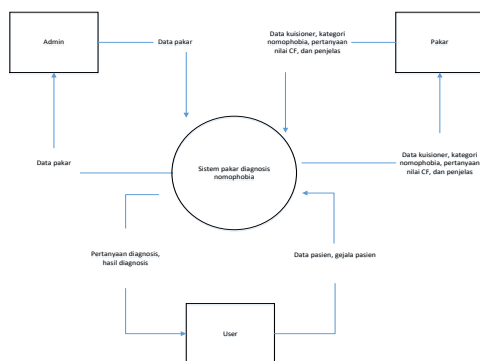 Admin
Data pakar
Data kuisioner, kategori
nomophobia, pertanyaan
nilai CF, dan penjelas
Pakar
Data pakar
Sistem pakar diagnosis
nomophobia
Data kuisioner, kategori
nomophobia, pertanyaan
nilai CF, dan penjelas
Pertanyaan diagnosis,
hasil diagnosis
Data pasien, gejala pasien
User